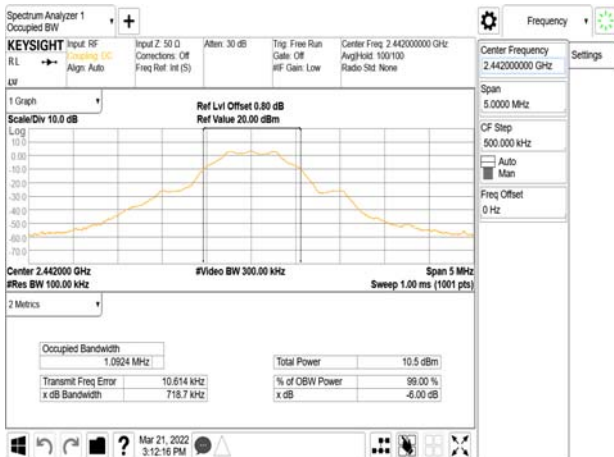 Spectrum Analyzer 1
Occupied BW
Frequency
KEYSIGHT
RL
Input: RF
Coupling: DC
Align: Auto
Input Z: 50 Ω
Corrections: Off
Freq Ref: Int (S)
Atten: 30 dB
Trig: Free Run
Gate: Off
#IF Gain: Low
Center Freq: 2.442000000 GHz
Avg|Hold: 100/100
Radio Std: None
Center Frequency
2.442000000 GHz
Settings
Span
5.0000 MHz
CF Step
500.000 kHz
Auto
Man
Freq Offset
0 Hz
1 Graph
Scale/Div 10.0 dB
Ref Lvl Offset 0.80 dB
Ref Value 20.00 dBm
Log
10.0
0.00
-10.0
-20.0
-30.0
-40.0
-50.0
-60.0
-70.0
Center 2.442000 GHz
#Res BW 100.00 kHz
#Video BW 300.00 kHz
Span 5 MHz
Sweep 1.00 ms (1001 pts)
2 Metrics
Occupied Bandwidth
1.0924 MHz
Total Power 10.5 dBm
Transmit Freq Error 10.614 kHz
% of OBW Power 99.00 %
x dB Bandwidth 718.7 kHz
x dB -6.00 dB
Mar 21, 2022
3:12:16 PM